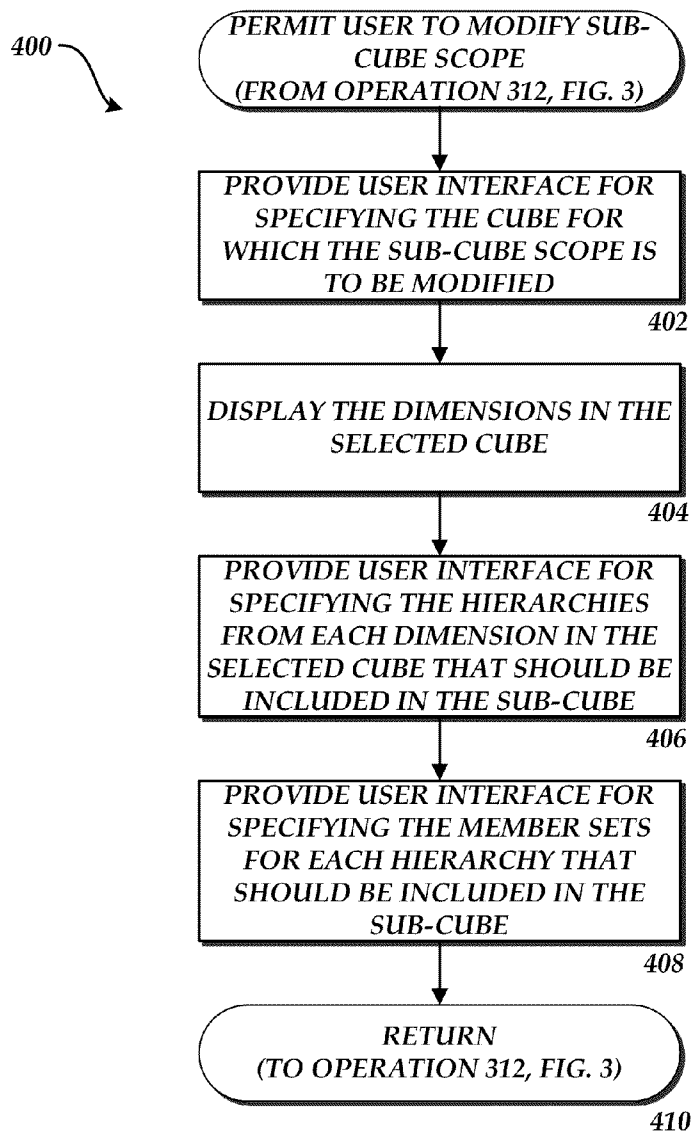 400
PERMIT USER TO MODIFY SUB-
CUBE SCOPE
(FROM OPERATION 312, FIG. 3)
PROVIDE USER INTERFACE FOR
SPECIFYING THE CUBE FOR
WHICH THE SUB-CUBE SCOPE IS
TO BE MODIFIED
402
DISPLAY THE DIMENSIONS IN THE
SELECTED CUBE
404
PROVIDE USER INTERFACE FOR
SPECIFYING THE HIERARCHIES
FROM EACH DIMENSION IN THE
SELECTED CUBE THAT SHOULD BE
INCLUDED IN THE SUB-CUBE
406
PROVIDE USER INTERFACE FOR
SPECIFYING THE MEMBER SETS
FOR EACH HIERARCHY THAT
SHOULD BE INCLUDED IN THE
SUB-CUBE
408
RETURN
(TO OPERATION 312, FIG. 3)
410